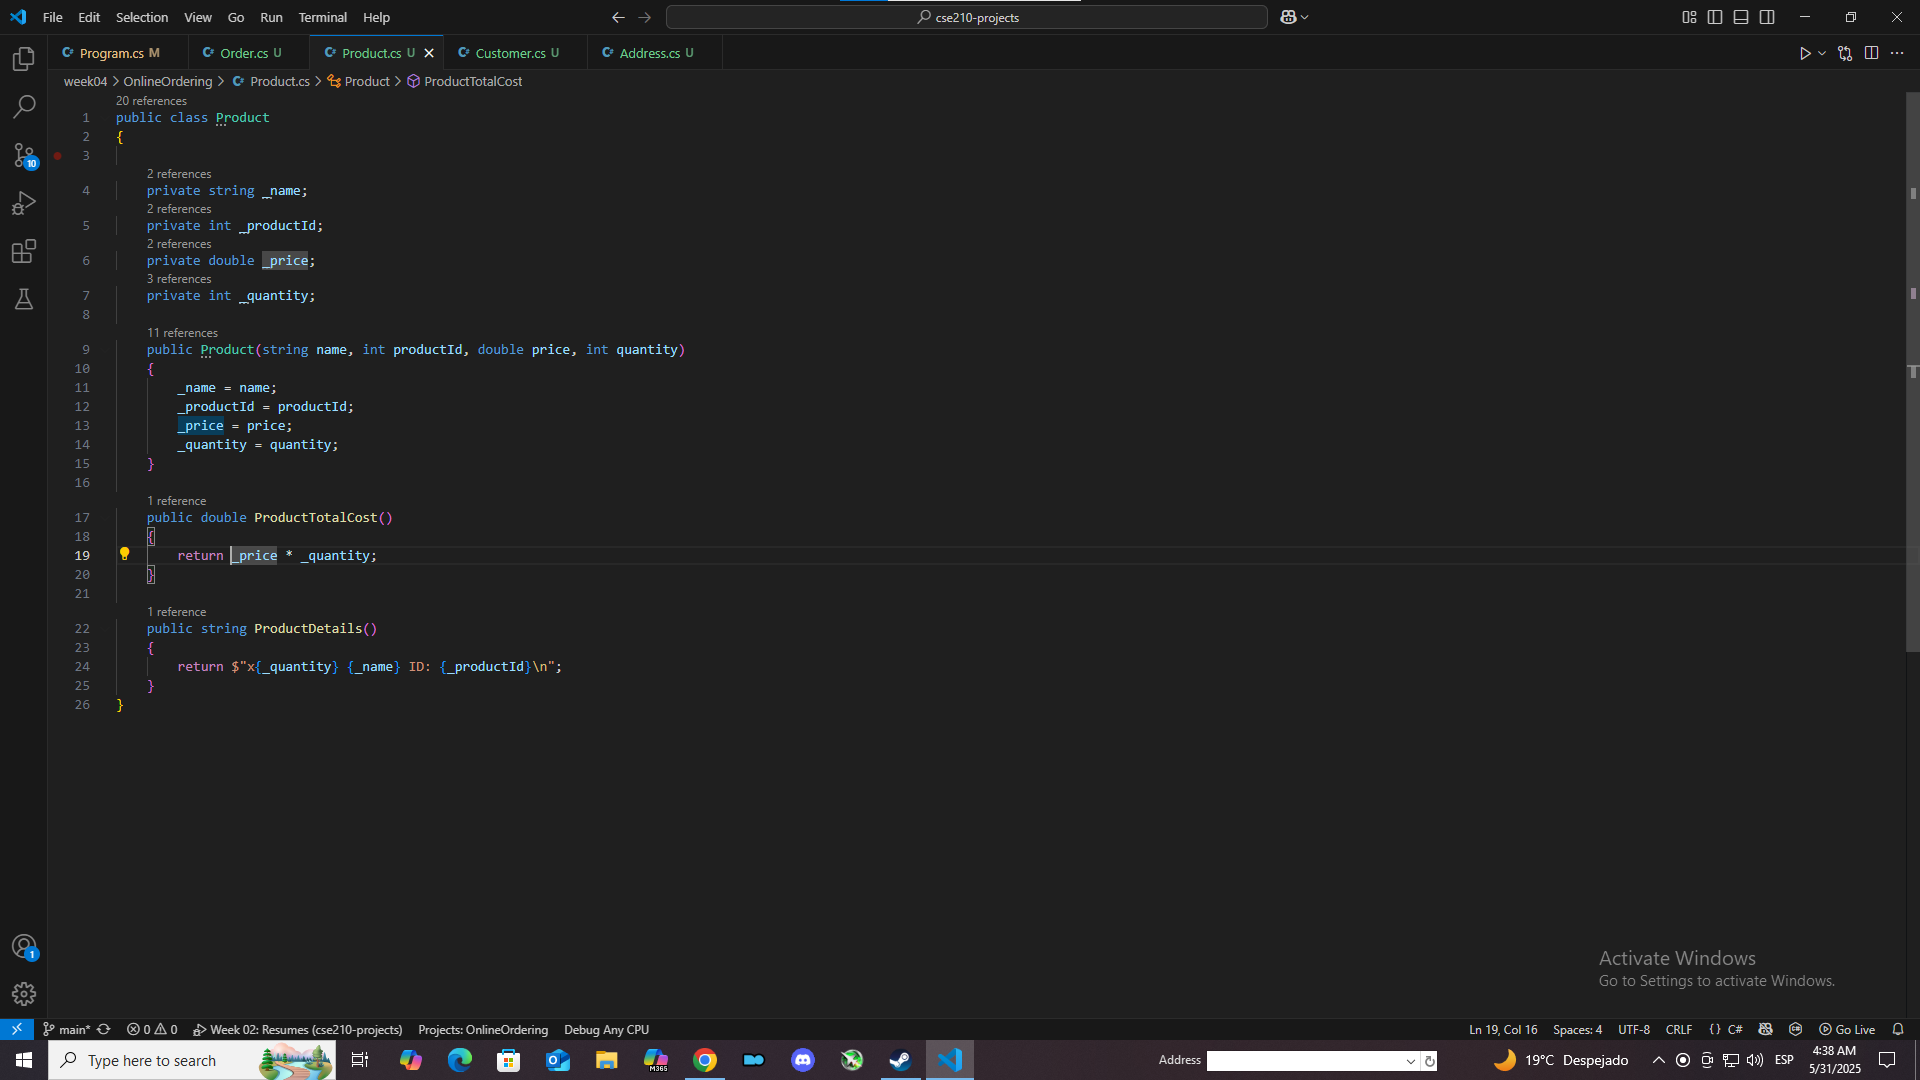 File Edit Selection View Go Run Terminal Help
cse210-projects
Program.cs M
Order.cs U
Product.cs U
Customer.cs U
Address.cs U
week04 > OnlineOrdering > Product.cs > Product > ProductTotalCost
20 references
1 public class Product
2 {
3
2 references
4 private string _name;
2 references
5 private int _productId;
2 references
6 private double _price;
3 references
7 private int _quantity;
8
11 references
9 public Product(string name, int productId, double price, int quantity)
10 {
11 _name = name;
12 _productId = productId;
13 _price = price;
14 _quantity = quantity;
15 }
16
1 reference
17 public double ProductTotalCost()
18 {
19 return _price * _quantity;
20 }
21
1 reference
22 public string ProductDetails()
23 {
24 return $"x{_quantity} {_name} ID: {_productId}\n";
25 }
26 }
10
1
Activate Windows
Go to Settings to activate Windows.
main* 0 0 Week 02: Resumes (cse210-projects) Projects: OnlineOrdering Debug Any CPU
Ln 19, Col 16 Spaces: 4 UTF-8 CRLF {} C# Go Live
Type here to search
M365
Address
19°C Despejado
ESP
4:38 AM
5/31/2025